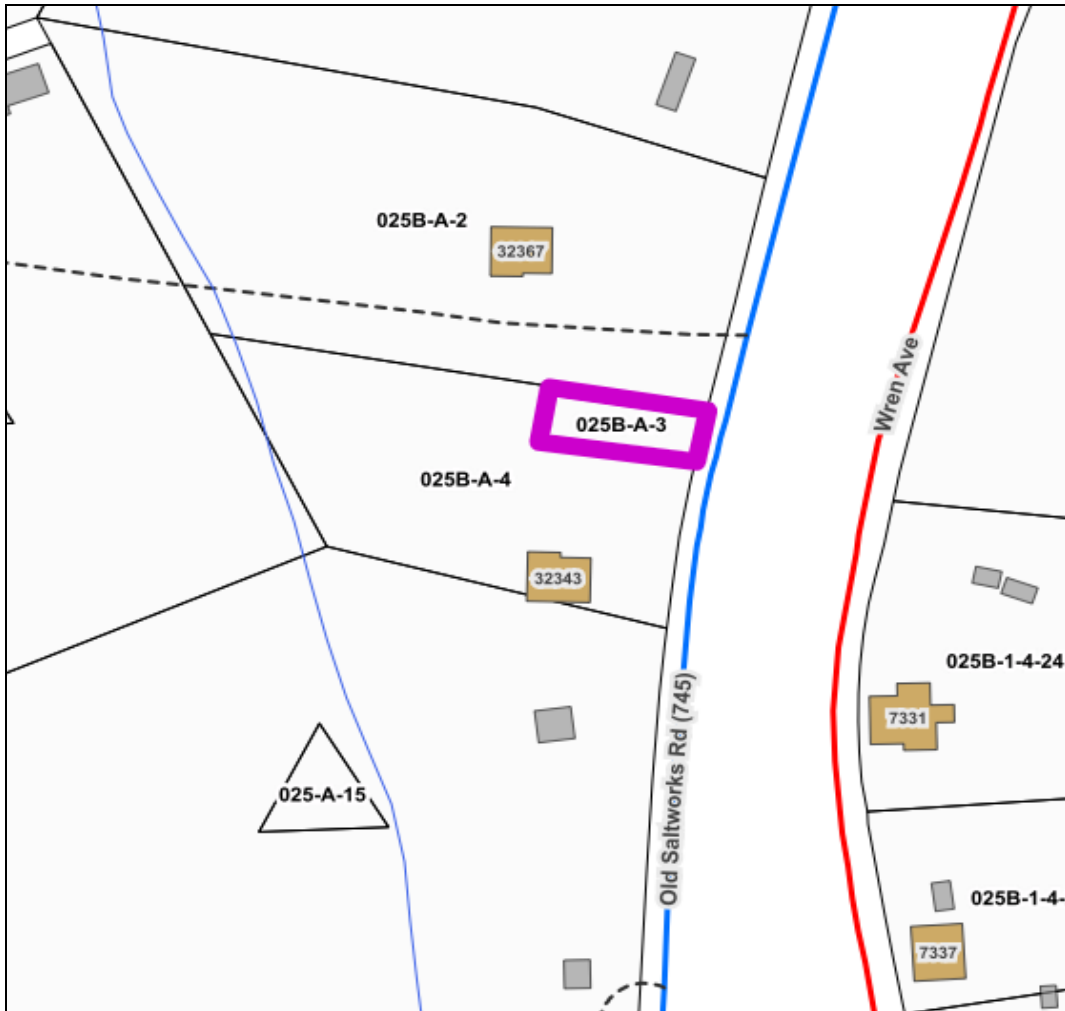 025B-A-2
32367
Wren Ave
025B-A-3
025B-A-4
32343
025B-1-4-24
7331
Old Saltworks Rd (745)
025-A-15
025B-1-4-
7337